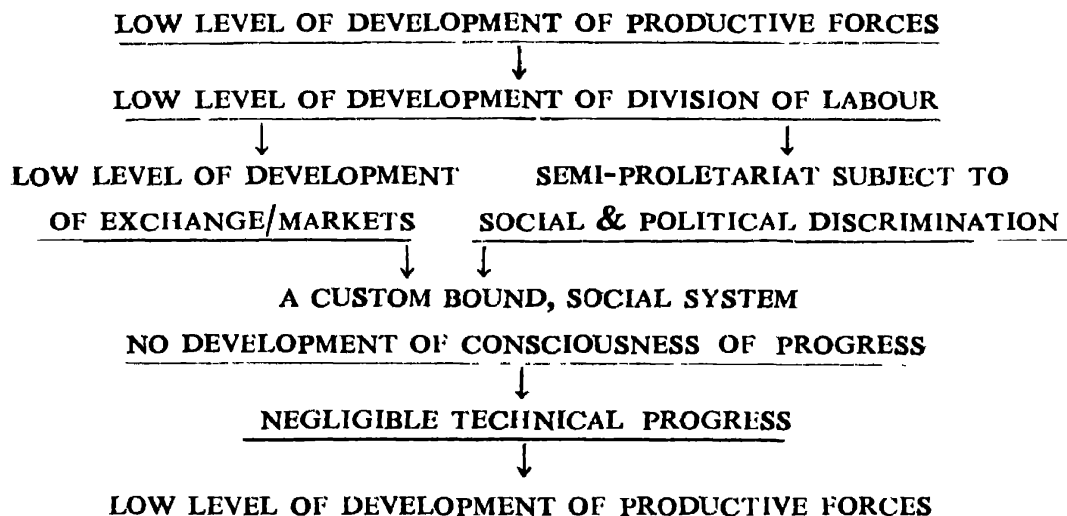 LOW LEVEL OF DEVELOPMENT OF PRODUCTIVE FORCES
LOW LEVEL OF DEVELOPMENT OF DIVISION OF LABOUR
LOW LEVEL OF DEVELOPMENT
OF EXCHANGE/MARKETS
SEMI-PROLETARIAT SUBJECT TO
SOCIAL & POLITICAL DISCRIMINATION
A CUSTOM BOUND, SOCIAL SYSTEM
NO DEVELOPMENT OF CONSCIOUSNESS OF PROGRESS
NEGLIGIBLE TECHNICAL PROGRESS
LOW LEVEL OF DEVELOPMENT OF PRODUCTIVE FORCES